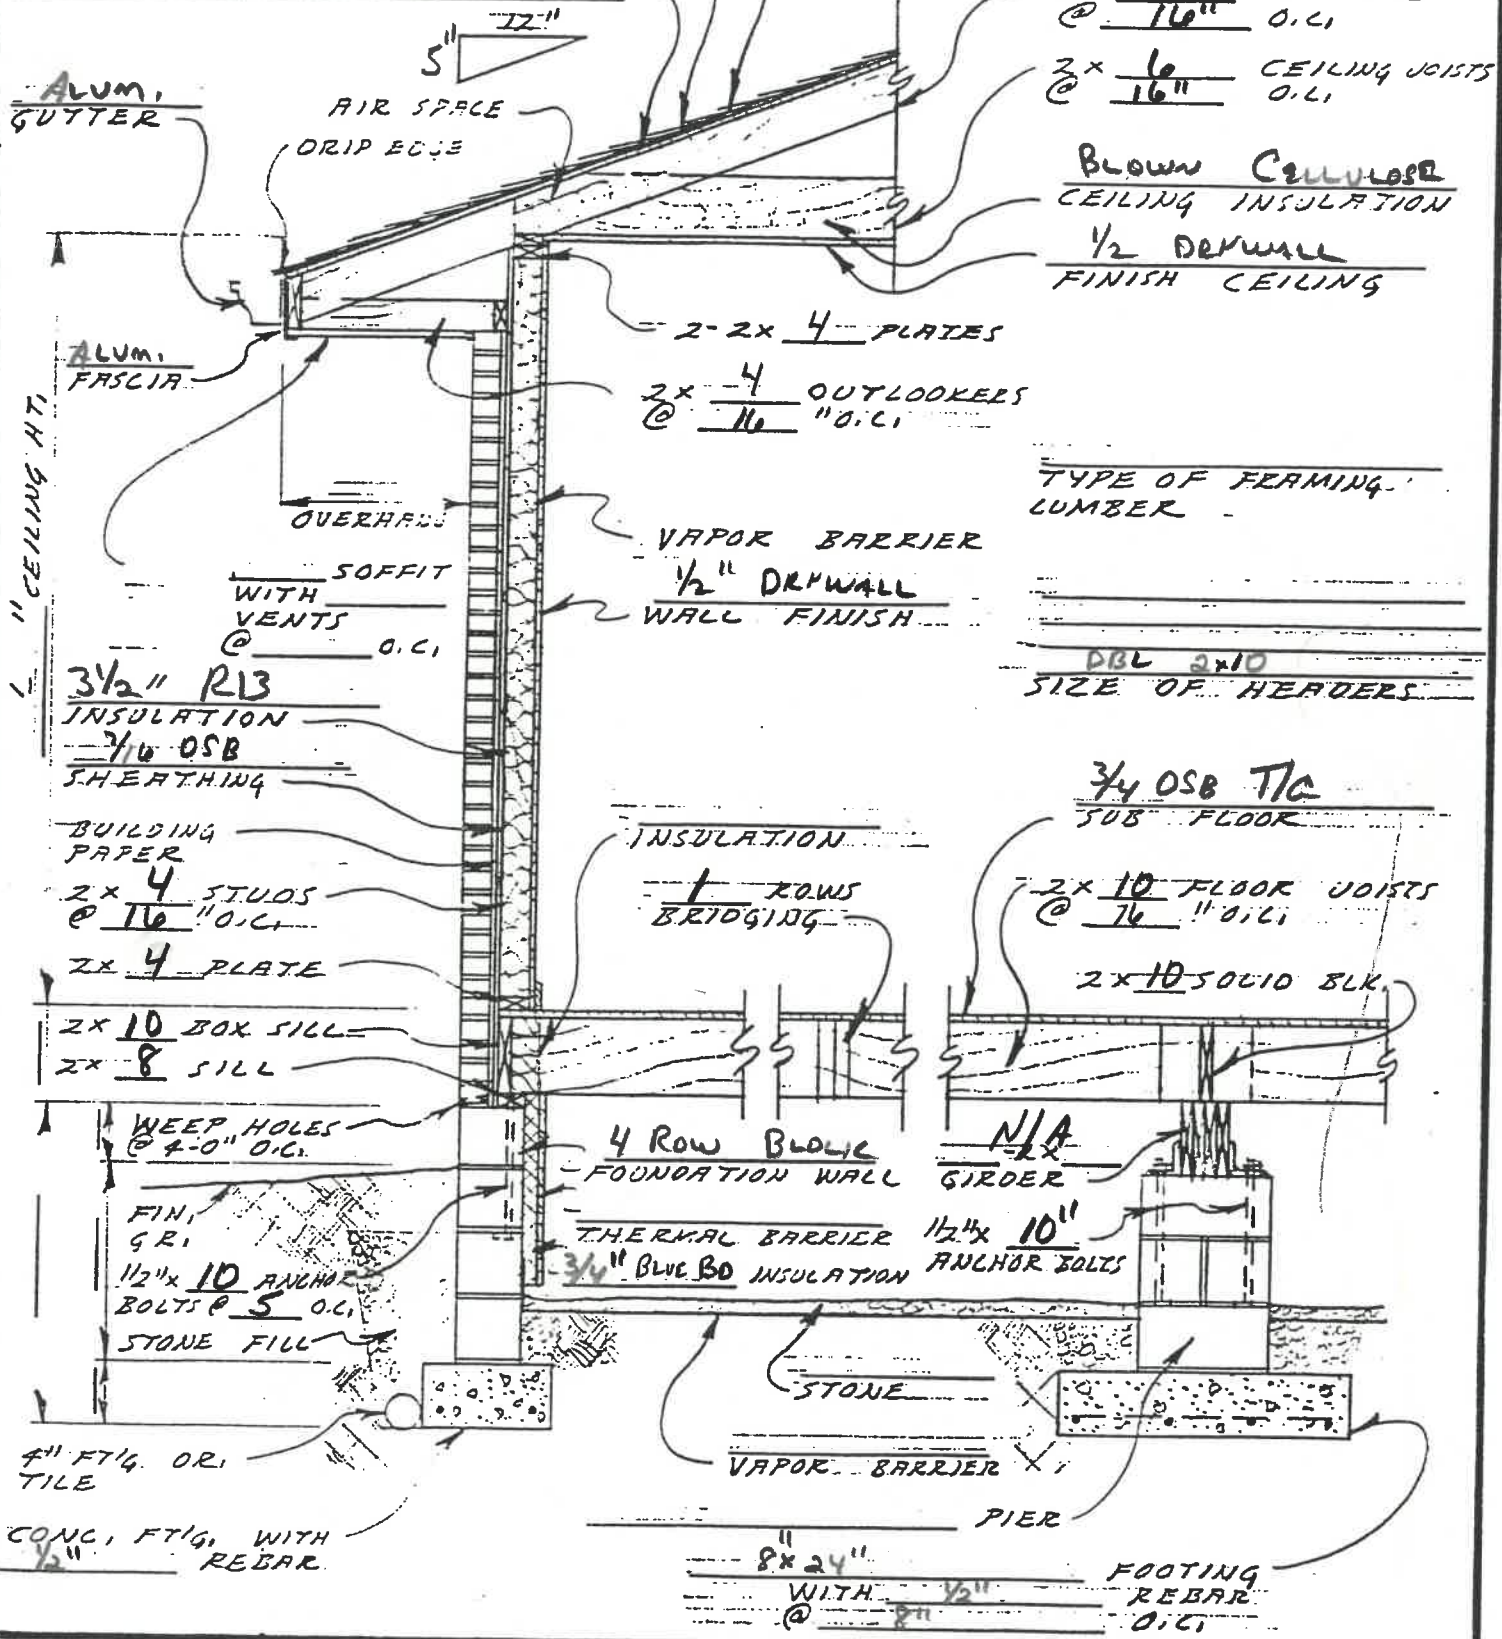 12"
5"
@ 16" O.C.
2 x 6 CEILING JOISTS
@ 16" O.C.
ALUM.
GUTTER
AIR SPACE
DRIP EDGE
BLOWN CELLULOSE
CEILING INSULATION
1/2 DRYWALL
FINISH CEILING
5
2-2x 4 PLATES
ALUM.
FASCIA
2x 4 OUTLOOKERS
@ 16 "O.C.
" CEILING HT.
OVERHANG
TYPE OF FRAMING
LUMBER
VAPOR BARRIER
1/2" DRYWALL
WALL FINISH
SOFFIT
WITH
VENTS
@ O.C.
DBL 2x10
SIZE OF HEADERS
3 1/2" R13
INSULATION
7/16 OSB
SHEATHING
BUILDING
PAPER
2x 4 STUDS
@ 16 "O.C.
2x 4 PLATE
2x 10 BOX SILL
2x 8 SILL
INSULATION
1 ROWS
BRIDGING
3/4 OSB T/G
SUB FLOOR
2x 10 FLOOR JOISTS
@ 16 "O.C.
2x 10 SOLID BLK.
WEEP HOLES
@ 4-0" O.C.
4 ROW BLOCK
FOUNDATION WALL
N/A
2x
GIRDER
FIN.
GR.
THERMAL BARRIER
3/4" BLUE BD INSULATION
1/2"x 10"
ANCHOR BOLTS
1/2"x 10 ANCHOR
BOLTS @ 5 O.C.
STONE FILL
STONE
4" FT'G. DR.
TILE
VAPOR BARRIER
CONC. FT'G. WITH
1/2" REBAR
PIER
8"x24" FOOTING
WITH 1/2" REBAR
@ 8" O.C.